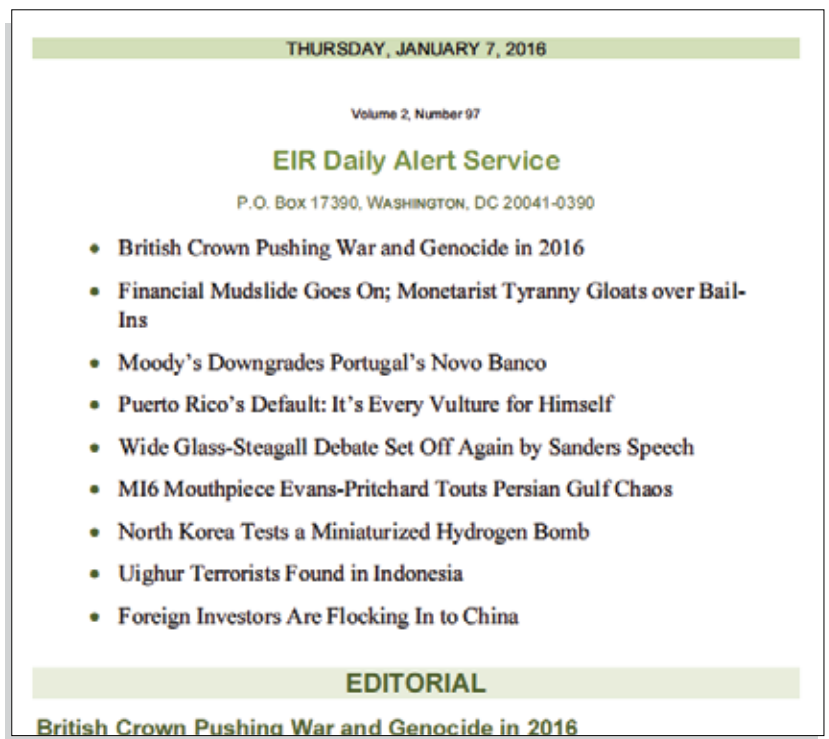 THURSDAY, JANUARY 7, 2016
Volume 2, Number 97
EIR Daily Alert Service
P.O. Box 17390, Washington, DC 20041-0390
• British Crown Pushing War and Genocide in 2016
• Financial Mudslide Goes On; Monetarist Tyranny Gloats over Bail-
Ins
• Moody's Downgrades Portugal's Novo Banco
• Puerto Rico's Default: It's Every Vulture for Himself
• Wide Glass-Steagall Debate Set Off Again by Sanders Speech
• MI6 Mouthpiece Evans-Pritchard Touts Persian Gulf Chaos
• North Korea Tests a Miniaturized Hydrogen Bomb
• Uighur Terrorists Found in Indonesia
• Foreign Investors Are Flocking In to China
EDITORIAL
British Crown Pushing War and Genocide in 2016